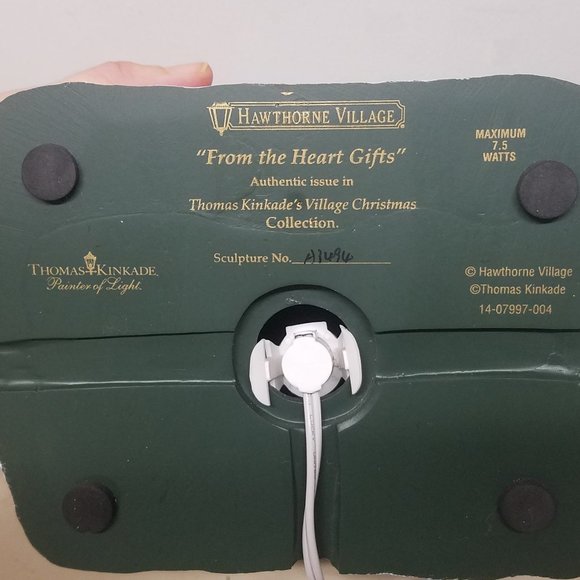 HAWTHORNE VILLAGE
"From the Heart Gifts"
Authentic issue in
Thomas Kinkade's Village Christmas
Collection.
Sculpture No. A1494
MAXIMUM
7.5
WATTS
THOMAS KINKADE
Painter of Light
© Hawthorne Village
©Thomas Kinkade
14-07997-004